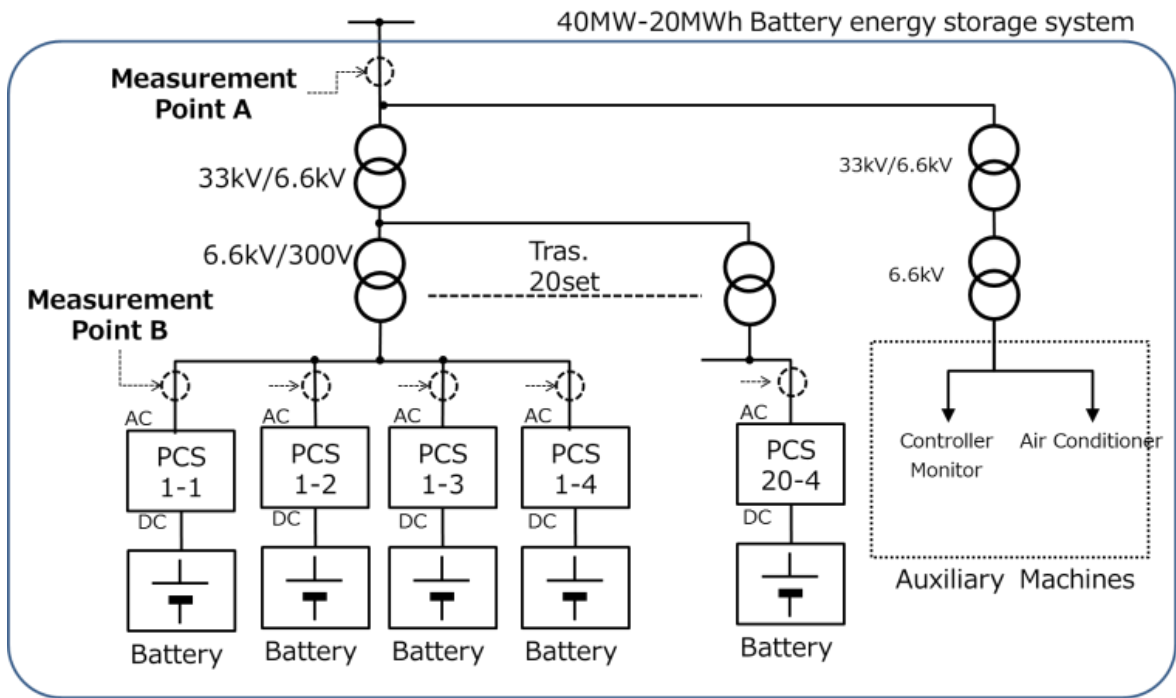 40MW-20MWh Battery energy storage system
Measurement
Point A
33kV/6.6kV
33kV/6.6kV
6.6kV/300V
Tras.
20set
6.6kV
Measurement
Point B
AC
AC
AC
AC
AC
PCS
1-1
PCS
1-2
PCS
1-3
PCS
1-4
PCS
20-4
Controller
Monitor
Air Conditioner
DC
DC
DC
DC
DC
Auxiliary Machines
Battery
Battery
Battery
Battery
Battery